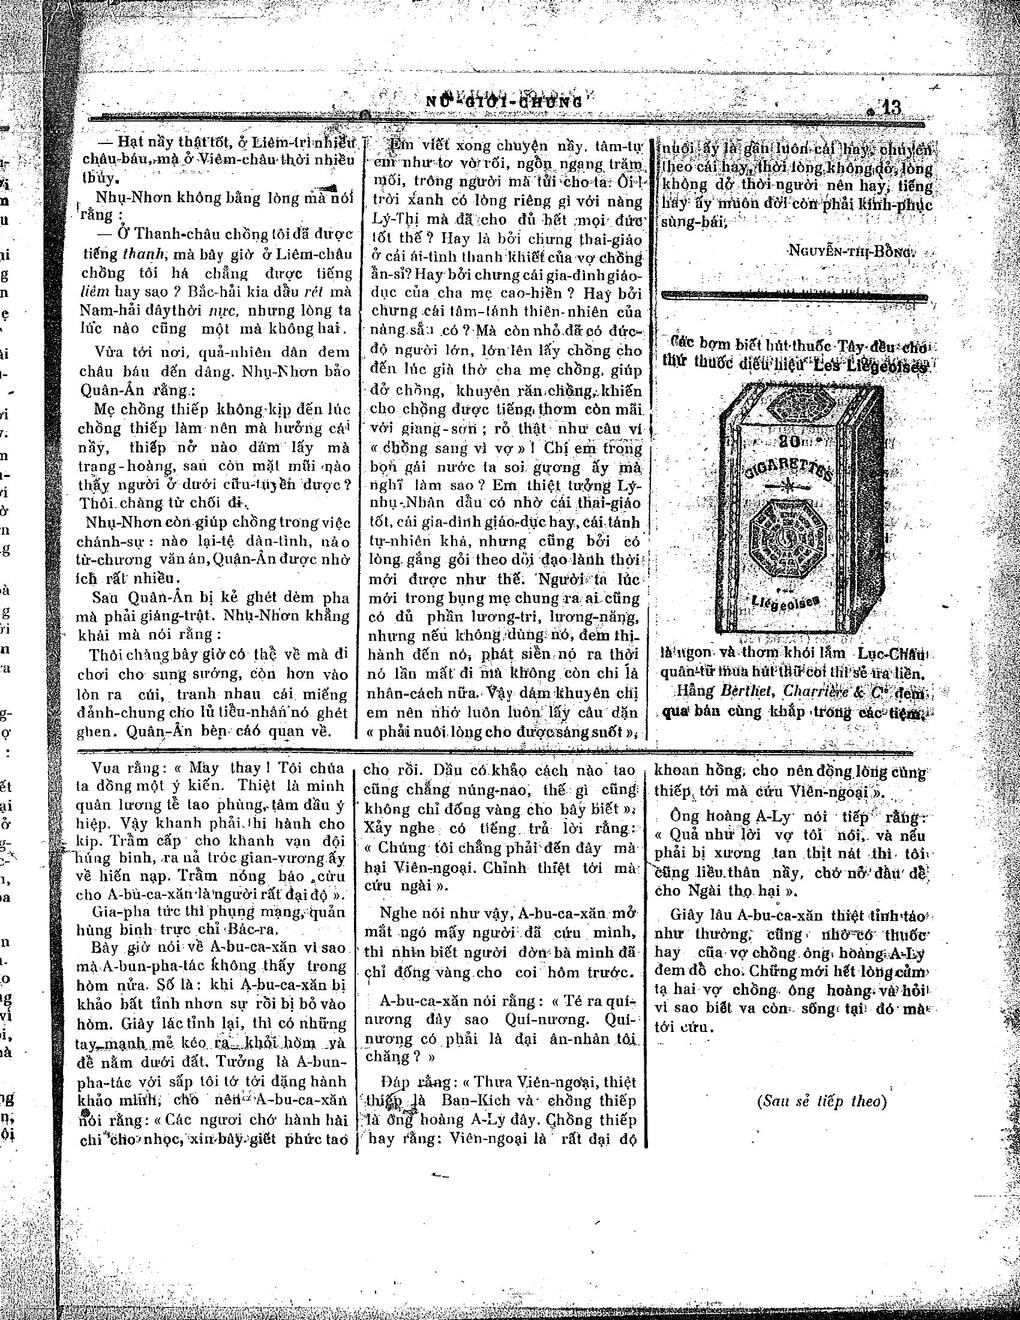 NỮ-GIỚI-CHUNG
13
— Hạt nầy thật tốt, ở Liêm-trì nhiều
châu-báu, mà ở Viêm-châu thời nhiều
thủy.
Nhụ-Nhơn không bằng lòng mà nói
rằng :
— Ở Thanh-châu chồng tôi đã được
tiếng thanh, mà bây giờ ở Liêm-châu
chồng tôi há chẳng được tiếng
liêm hay sao ? Bắc-hải kia dầu rét mà
Nam-hải dây thời nực, nhưng lòng ta
lúc nào cũng một mà không hai.
Vừa tới nơi, quả-nhiên dân đem
châu báu đến dâng. Nhụ-Nhơn bảo
Quân-Ân rằng :
Mẹ chồng thiếp không kịp đến lúc
chồng thiếp làm nên mà hưởng cái
nầy, thiếp nở nào dám lấy mà
trang-hoàng, sau còn mặt mũi nào
thấy người ở dưới cữu-tuyền được ?
Thôi chàng từ chối đi.
Nhụ-Nhơn còn giúp chồng trong việc
chánh-sự : nào lại-tệ dân-tình, nào
từ-chương văn án, Quân-Ân được nhờ
ích rất nhiều.
Sau Quân-Ân bị kẻ ghét dèm pha
mà phải giáng-trật. Nhụ-Nhơn khẳng
khái mà nói rằng :
Thôi chàng bây giờ có thể về mà đi
chơi cho sung sướng, còn hơn vào
lòn ra cúi, tranh nhau cái miếng
đảnh-chung cho lũ tiều-nhân nó ghét
ghen. Quân-Ân bèn cáo quan về.
Em viết xong chuyện nầy, tâm-tự
em như tơ vò rối, ngổn ngang trăm
mối, trông người mà tủi cho ta. Ôi !
trời xanh có lòng riêng gì với nàng
Lý-Thị mà đã cho đủ hết mọi đức
tốt thế ? Hay là bởi chưng thai-giáo
ở cái ái-tình thanh khiết của vợ chồng
ẩn-sĩ ? Hay bởi chưng cái gia-đình giáo-
dục của cha mẹ cao-hiền ? Hay bởi
chưng cái tâm-tánh thiên-nhiên của
nàng sẵn có ? Mà còn nhỏ đã có đức-
độ người lớn, lớn lên lấy chồng cho
đến lúc già thờ cha mẹ chồng, giúp
đở chồng, khuyên răn chồng, khiến
cho chồng được tiếng thơm còn mãi
với giang-sơn ; rỏ thật như câu ví
« chồng sang vì vợ » ! Chị em trong
bọn gái nước ta soi gương ấy mà
nghĩ làm sao ? Em thiệt tưởng Lý-
nhụ-Nhân dầu có nhờ cái thai-giáo
tốt, cái gia-đình giáo-dục hay, cái tánh
tự-nhiên khá, nhưng cũng bởi có
lòng gắng gỏi theo dỏi đạo lành thời
mới được như thế. Người ta lúc
mới trong bụng mẹ chung ra ai cũng
có đủ phần lương-tri, lương-năng,
nhưng nếu không dùng nó, đem thi-
hành đến nó, phát siển nó ra thời
nó lần mất đi mà không còn chi là
nhân-cách nữa. Vậy dám khuyên chị
em nên nhớ luôn luôn lấy câu dặn
« phải nuôi lòng cho được sáng suốt »,
nuôi ấy là gần luôn cái hay, chuyên
theo cái hay, thời lòng không dở, lòng
không dở thời người nên hay, tiếng
hay ấy muôn đời còn phải kính-phục
sùng-bái.
NGUYỄN-THỊ-BỒNG.
Các bợm biết hút thuốc Tây đều cho
thứ thuốc điếu hiệu Les Liégeoises
20
CIGARETTES
Liégeoises
là ngon và thơm khói lắm Lục-Châu
quân-tử mua hút thử coi thì sẻ tra liền.
Hảng Berthet, Charrière & Cie đem
qua bán cùng khắp trong các tiệm.
Vua rằng : « Mày thay ! Tôi chúa
ta đồng một ý kiến. Thiệt là minh
quân lương tể tao phùng, tâm đầu ý
hiệp. Vậy khanh phải thi hành cho
kịp. Trẫm cấp cho khanh vạn đội
húng binh, ra nả tróc gian-vương ấy
về hiến nạp. Trẫm nóng báo cừu
cho A-bu-ca-xăn là người rất đại độ ».
Gia-pha tức thì phụng mạng, quản
hùng binh trực chỉ Bác-ra.
Bây giờ nói về A-bu-ca-xăn vì sao
mà A-bun-pha-tác không thấy trong
hòm nửa. Số là : khi A-bu-ca-xăn bị
khảo bất tỉnh nhơn sự rồi bị bỏ vào
hòm. Giây lác tỉnh lại, thì có những
tay mạnh mẻ kéo ra khỏi hòm và
để nằm dưới đất. Tưởng là A-bun-
pha-tác với sấp tôi tớ tới dặng hành
khảo mình, cho nên A-bu-ca-xăn
nói rằng : « Các ngươi chớ hành hài
chi cho nhọc, xin bây giết phức tao
cho rồi. Dầu có khảo cách nào tao
cũng chẳng núng-nao, thế gì cũng
không chỉ đống vàng cho bây biết ».
Xảy nghe có tiếng trả lời rằng :
« Chúng tôi chẳng phải đến đây mà
hại Viên-ngoại. Chỉnh thiệt tới mà
cứu ngài ».
Nghe nói như vậy, A-bu-ca-xăn mở
mắt ngó mấy người đã cứu mình,
thì nhìn biết người đờn bà mình đã
chỉ đống vàng cho coi hôm trước.
A-bu-ca-xăn nói rằng : « Té ra quí-
nương đây sao Quí-nương. Quí-
nương có phải là đại ân-nhân tôi
chăng ? »
Đáp rằng : « Thưa Viên-ngoại, thiệt
thiếp là Ban-Kich và chồng thiếp
là ông hoàng A-Ly đây. Chồng thiếp
hay rằng : Viên-ngoại là rất đại độ
khoan hồng, cho nên đồng lòng cùng
thiếp tới mà cứu Viên-ngoại ».
Ông hoàng A-Ly nói tiếp rằng :
« Quả như lời vợ tôi nói, và nếu
phải bị xương tan thịt nát thì tôi
cũng liều thân nầy, chớ nở đâu để
cho Ngài thọ hại ».
Giây lâu A-bu-ca-xăn thiệt tỉnh táo
như thường, cũng nhờ có thuốc
hay của vợ chồng ông hoàng A-Ly
đem đồ cho. Chừng mới hết lòng cảm
tạ hai vợ chồng ông hoàng và hỏi
vì sao biết va còn sống tại đó mà
tới cứu.
(Sau sẻ tiếp theo)